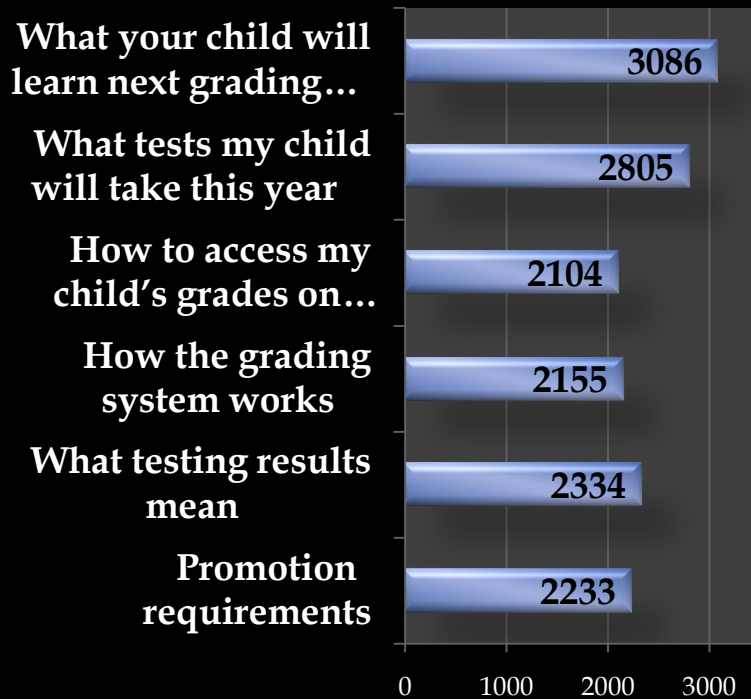 What your child will
learn next grading…
3086
What tests my child
will take this year
2805
How to access my
child’s grades on…
2104
How the grading
system works
2155
What testing results
mean
2334
Promotion
requirements
2233
0 1000 2000 3000